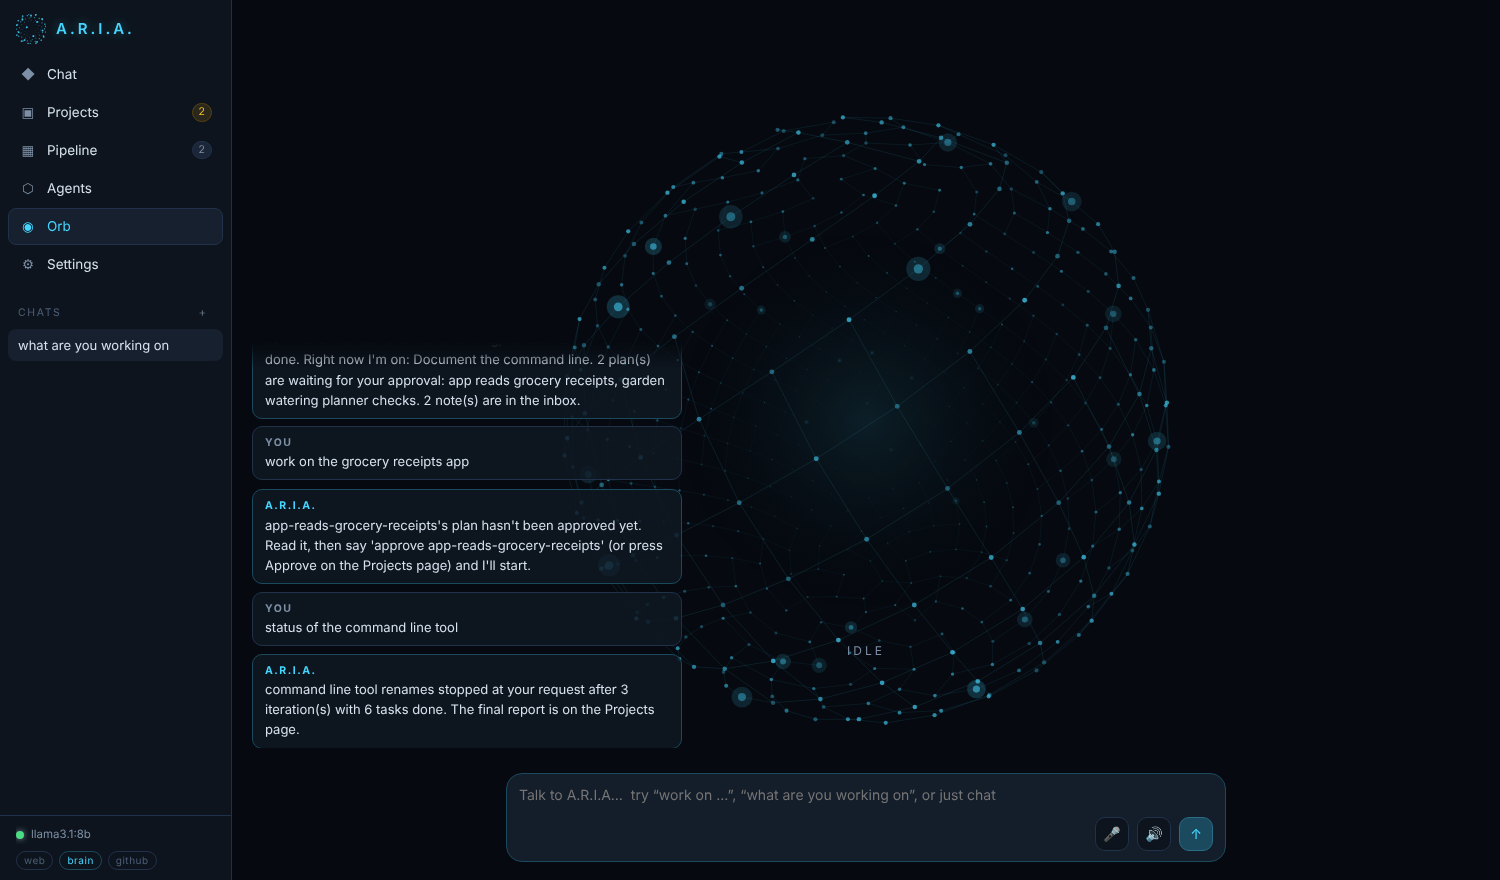 A.R.I.A.
Chat
Projects 2
Pipeline 2
Agents
Orb
Settings
CHATS +
what are you working on
done. Right now I'm on: Document the command line. 2 plan(s)
are waiting for your approval: app reads grocery receipts, garden
watering planner checks. 2 note(s) are in the inbox.
YOU
work on the grocery receipts app
A.R.I.A.
app-reads-grocery-receipts's plan hasn't been approved yet.
Read it, then say 'approve app-reads-grocery-receipts' (or press
Approve on the Projects page) and I'll start.
YOU
status of the command line tool
A.R.I.A.
command line tool renames stopped at your request after 3
iteration(s) with 6 tasks done. The final report is on the Projects
page.
IDLE
Talk to A.R.I.A... try “work on ...”, “what are you working on”, or just chat
llama3.1:8b
web brain github